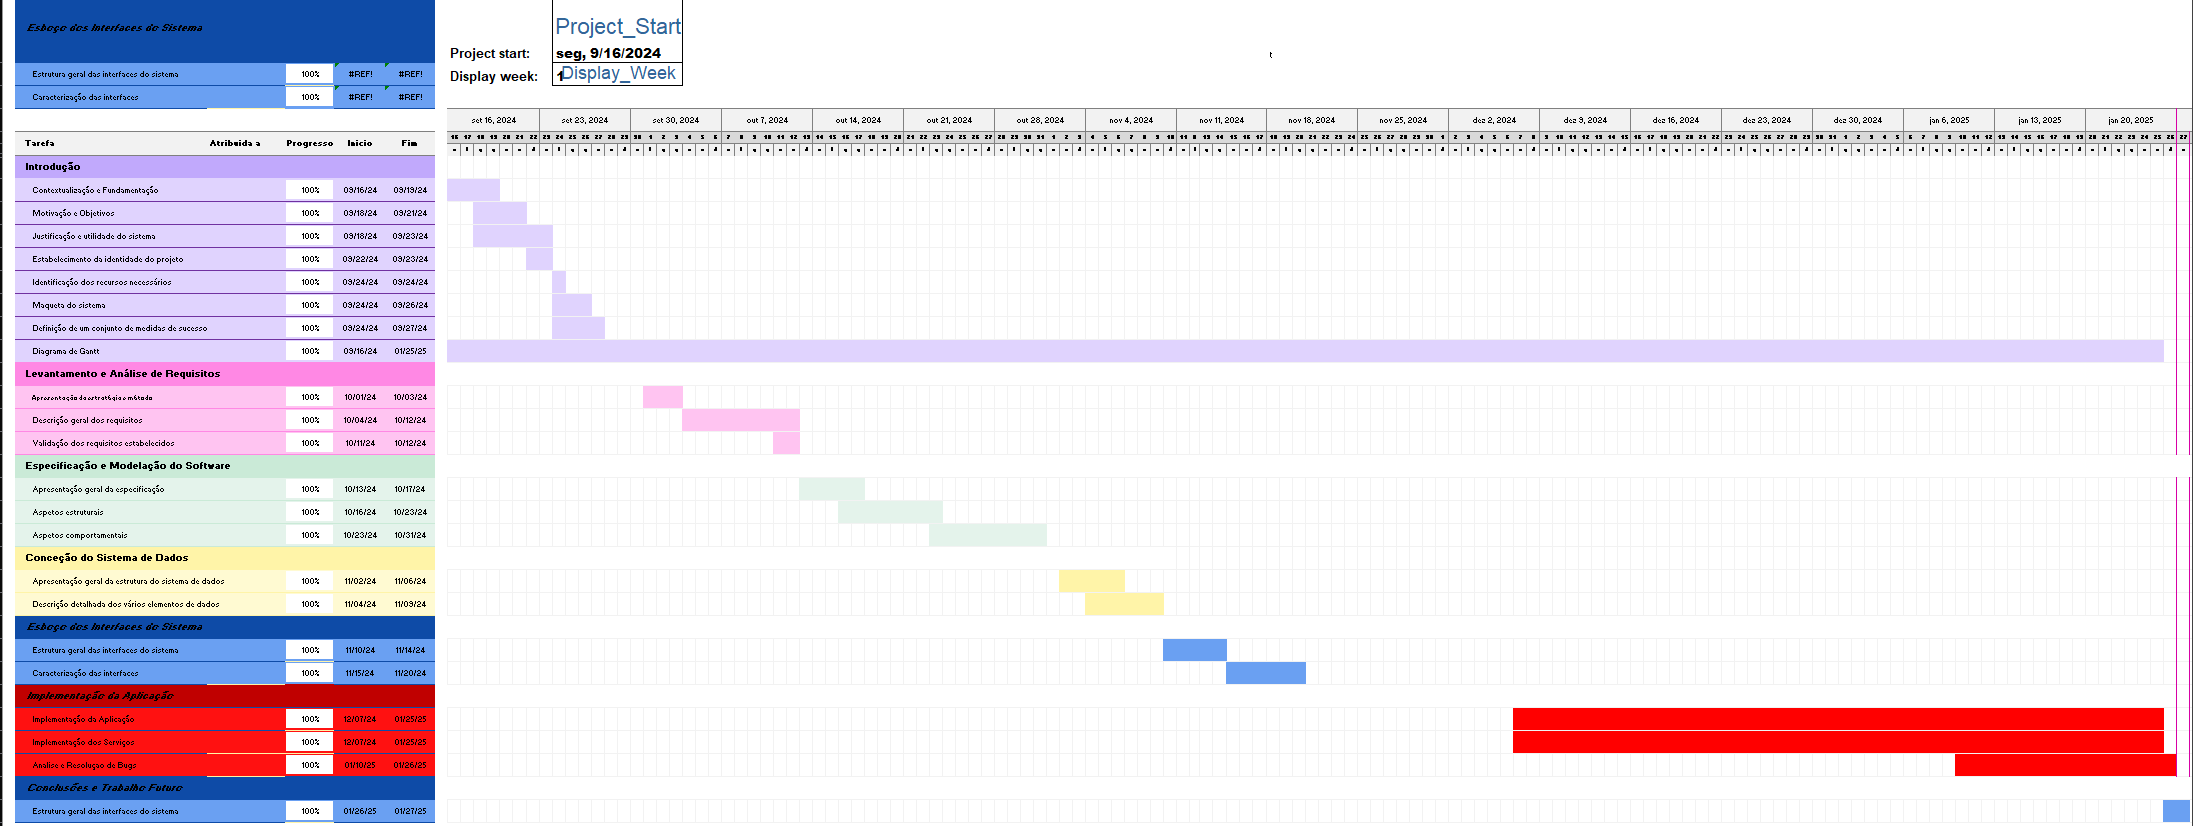 Esboço dos Interfaces do Sistema
Project_Start
Project start: seg, 9/16/2024
Display week: 1 Display_Week
Estrutura geral das interfaces do sistema 100% #REF! #REF!
Caracterização das interfaces 100% #REF! #REF!
set 16, 2024 set 23, 2024 set 30, 2024 out 7, 2024 out 14, 2024 out 21, 2024 out 28, 2024 nov 4, 2024 nov 11, 2024 nov 18, 2024 nov 25, 2024 dez 2, 2024 dez 9, 2024 dez 16, 2024 dez 23, 2024 dez 30, 2024 jan 6, 2025 jan 13, 2025 jan 20, 2025
Tarefa Atribuida a Progresso Início Fim
Introdução
Contextualização e Fundamentação 100% 09/16/24 09/19/24
Motivação e Objetivos 100% 09/18/24 09/21/24
Justificação e utilidade do sistema 100% 09/18/24 09/23/24
Estabelecimento da identidade do projeto 100% 09/22/24 09/23/24
Identificação dos recursos necessários 100% 09/24/24 09/24/24
Maqueta do sistema 100% 09/24/24 09/26/24
Definição de um conjunto de medidas de sucesso 100% 09/24/24 09/27/24
Diagrama de Gantt 100% 09/16/24 01/25/25
Levantamento e Análise de Requisitos
Apresentação da estratégia e método 100% 10/01/24 10/03/24
Descrição geral dos requisitos 100% 10/04/24 10/12/24
Validação dos requisitos estabelecidos 100% 10/11/24 10/12/24
Especificação e Modelação do Software
Apresentação geral da especificação 100% 10/13/24 10/17/24
Aspetos estruturais 100% 10/16/24 10/23/24
Aspetos comportamentais 100% 10/23/24 10/31/24
Conceção do Sistema de Dados
Apresentação geral da estrutura do sistema de dados 100% 11/02/24 11/06/24
Descrição detalhada dos vários elementos de dados 100% 11/04/24 11/09/24
Esboço dos Interfaces do Sistema
Estrutura geral das interfaces do sistema 100% 11/10/24 11/14/24
Caracterização das interfaces 100% 11/15/24 11/20/24
Implementação da Aplicação
Implementação da Aplicação 100% 12/07/24 01/25/25
Implementação dos Serviços 100% 12/07/24 01/25/25
Análise e Resolução de Bugs 100% 01/10/25 01/26/25
Conclusões e Trabalho Futuro
Estrutura geral das interfaces do sistema 100% 01/26/25 01/27/25